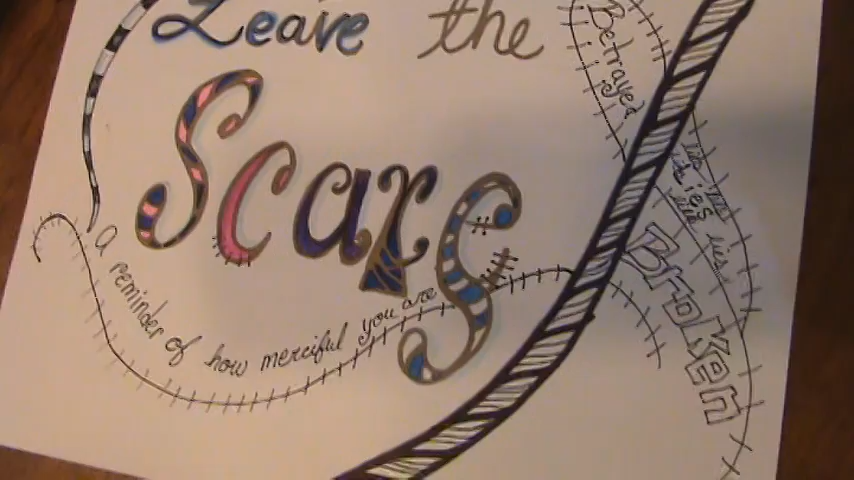 Leave the
Scars
A reminder of how merciful you are
Betrayed
Broken